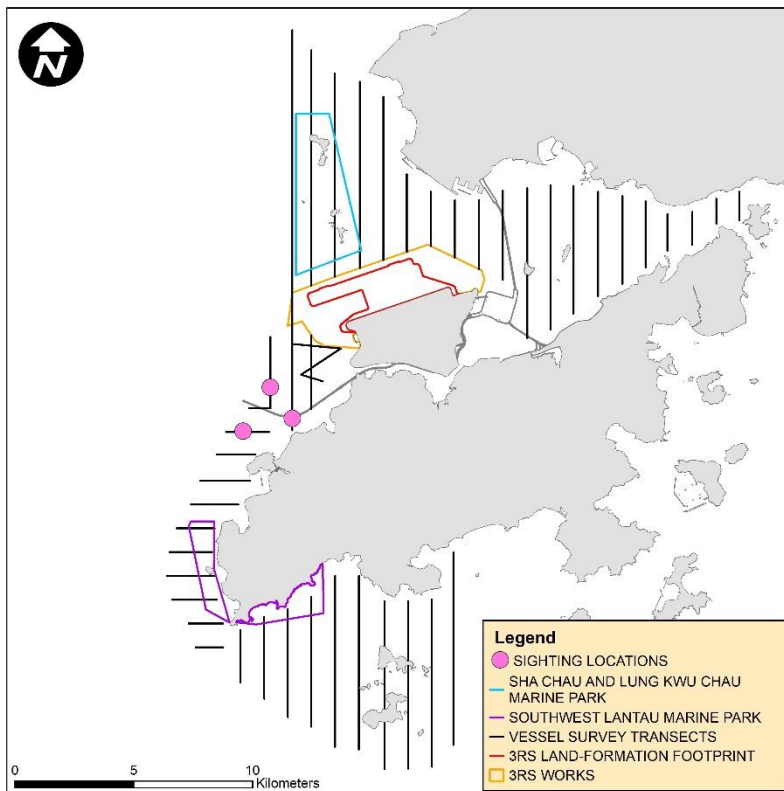 N
Legend
SIGHTING LOCATIONS
SHA CHAU AND LUNG KWU CHAU
MARINE PARK
SOUTHWEST LANTAU MARINE PARK
VESSEL SURVEY TRANSECTS
3RS LAND-FORMATION FOOTPRINT
3RS WORKS
0 5 10
Kilometers